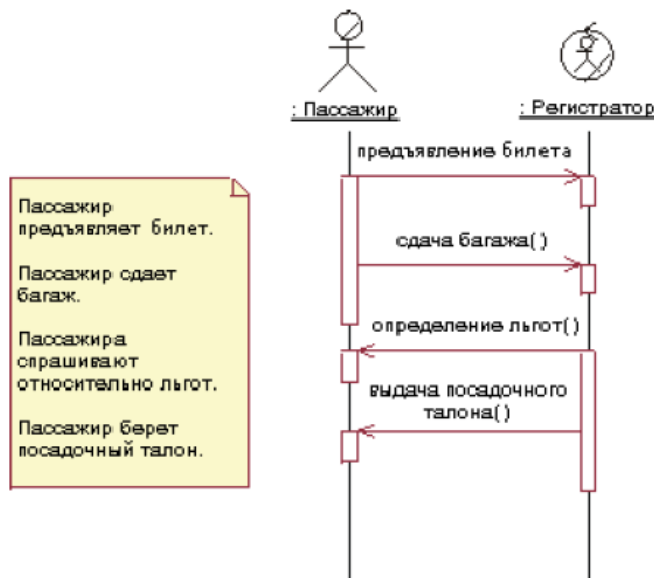 : Пассажир
: Регистратор
предъявление билета
Пассажир
предъявляет билет.
Пассажир сдает
багаж.
Пассажира
спрашивают
относительно льгот.
Пассажир берет
посадочный талон.
сдача багажа( )
определение льгот( )
выдача посадочного
талона( )